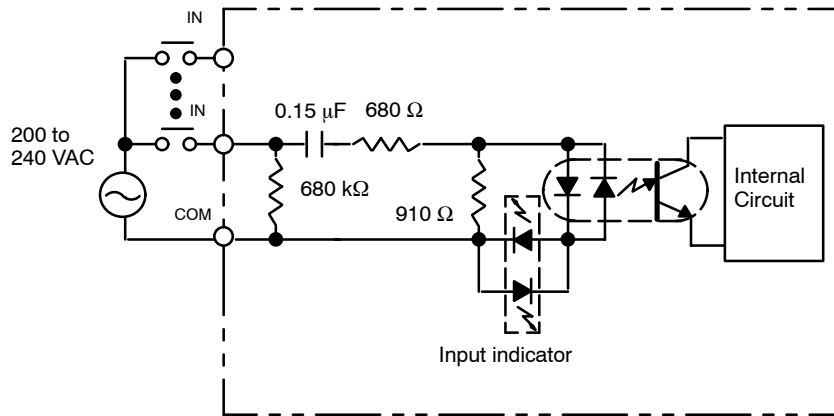 IN
IN
0.15 μF
680 Ω
200 to
240 VAC
680 kΩ
910 Ω
COM
Internal
Circuit
Input indicator